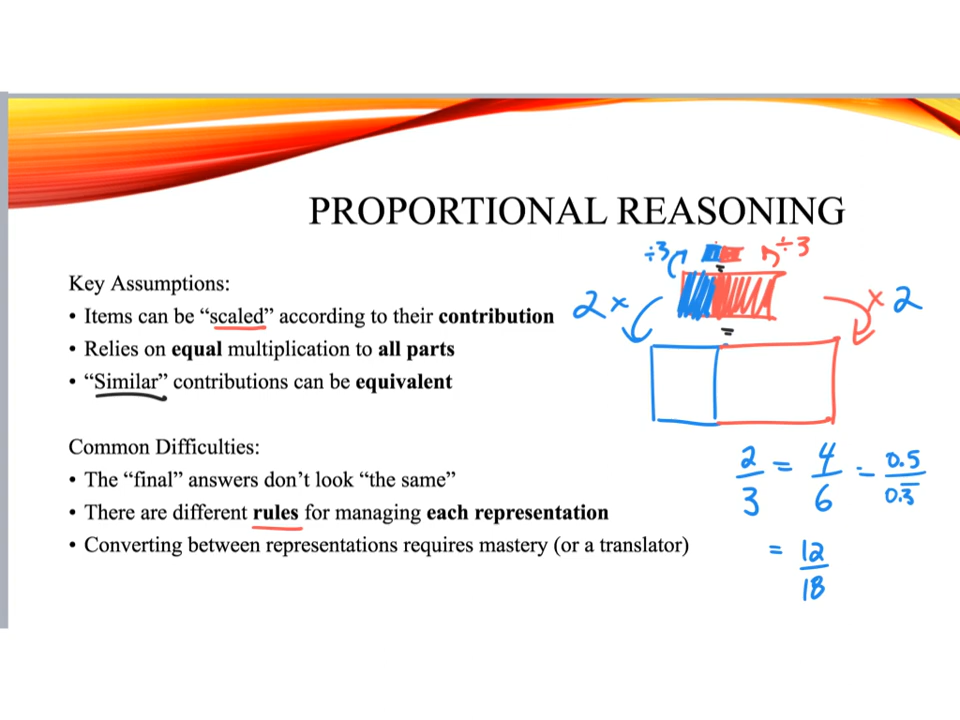 PROPORTIONAL REASONING
÷3 ÷3
2 × × 2
=
=
Key Assumptions:
• Items can be “scaled” according to their contribution
• Relies on equal multiplication to all parts
• “Similar” contributions can be equivalent
Common Difficulties:
• The “final” answers don’t look “the same”
• There are different rules for managing each representation
• Converting between representations requires mastery (or a translator)
2/3 = 4/6 = 0.5/0.3̅
= 12/18